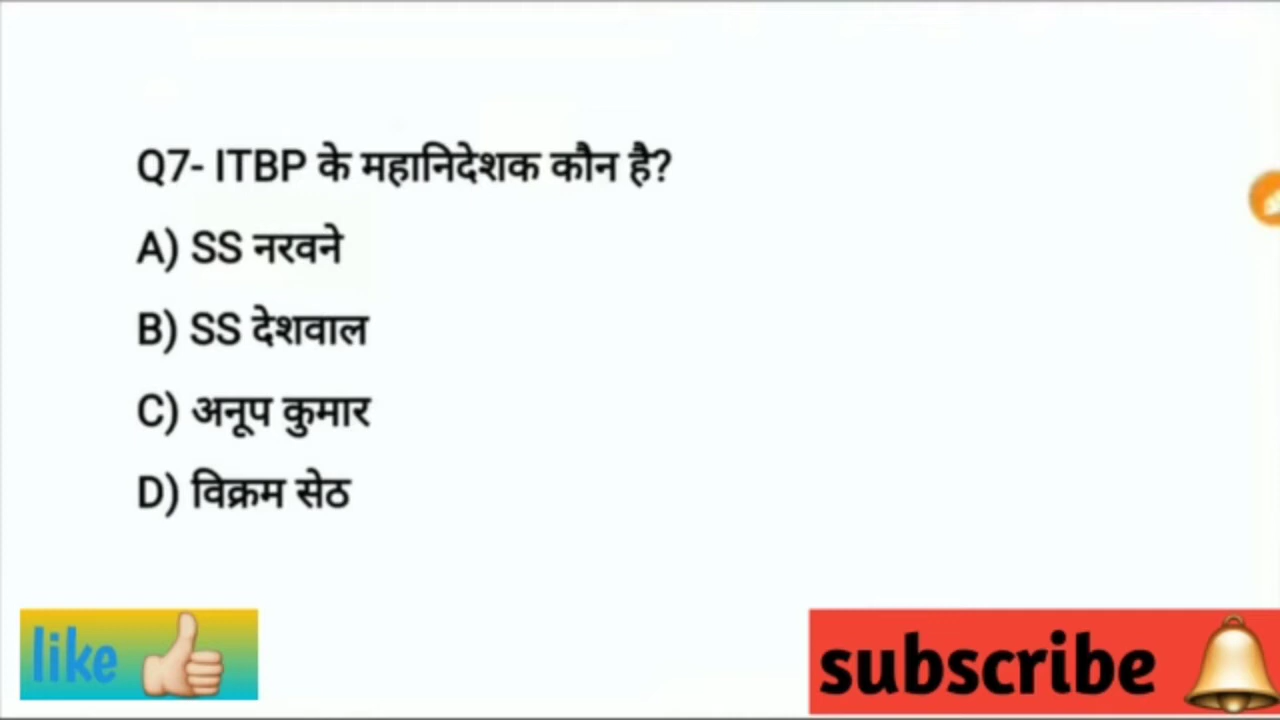 Q7- ITBP के महानिदेशक कौन है?
A) SS नरवने
B) SS देशवाल
C) अनूप कुमार
D) विक्रम सेठ
like
subscribe